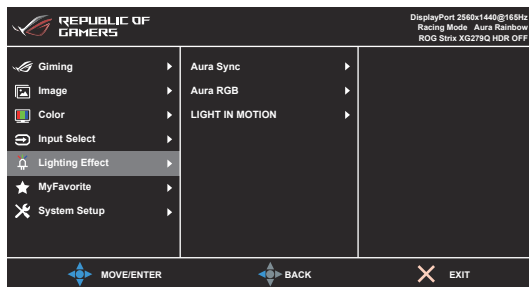 REPUBLIC OF
GAMERS
DisplayPort 2560x1440@165Hz
Racing Mode Aura Rainbow
ROG Strix XG279Q HDR OFF
Giming
Image
Color
Input Select
Lighting Effect
MyFavorite
System Setup
Aura Sync
Aura RGB
LIGHT IN MOTION
MOVE/ENTER
BACK
EXIT